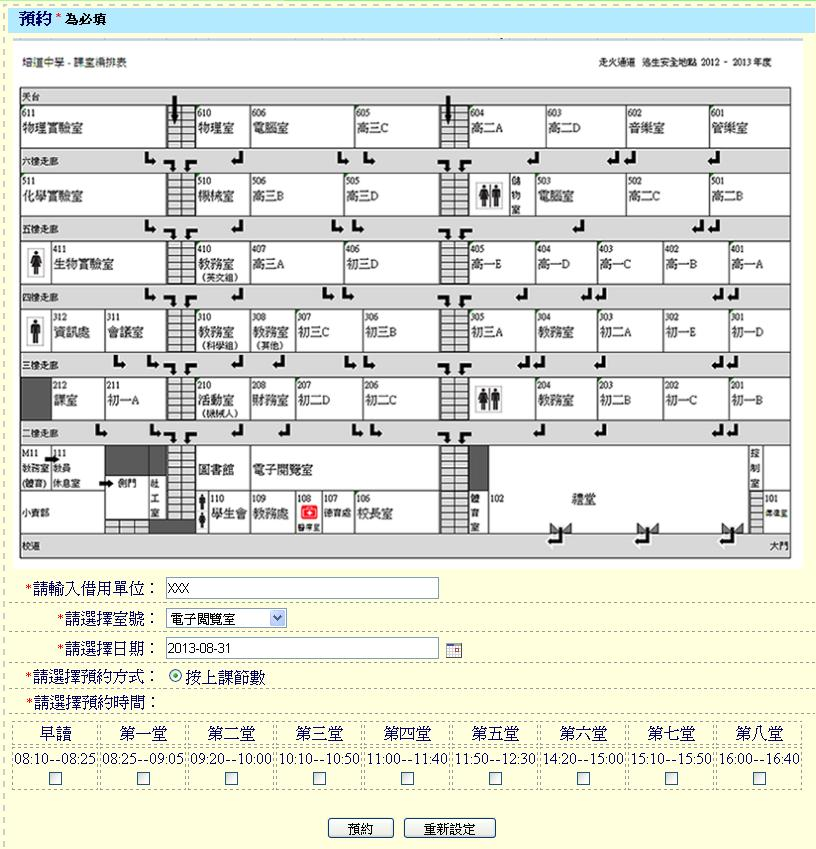 預約 * 為必填
培道中學 - 課室編排表 走火通道 逃生安全地點 2012 - 2013 年度
天台
611 610 606 605 604 603 602 601
物理實驗室 物理室 電腦室 高三C 高二A 高二D 音樂室 管樂室
六樓走廊
511 510 506 505 儲物室 503 502 501
化學實驗室 機械室 高三B 高三D 電腦室 高二C 高二B
五樓走廊
411 410 407 406 405 404 403 402 401
生物實驗室 教務室 高三A 初三D 高一E 高一D 高一C 高一B 高一A
(英文組)
四樓走廊
312 311 310 308 307 306 305 304 303 302 301
資訊處 會議室 教務室 教務室 初三C 初三B 初三A 教務室 初二A 初一E 初一D
(科學組) (其他)
三樓走廊
212 211 210 208 207 206 204 203 202 201
課室 初一A 活動室 財務室 初二D 初二C 教務室 初二B 初一C 初一B
(機械人)
二樓走廊
M11 111 圖書館 電子閱覽室 控制室
教務室 教員
(體育) 休息室 側門 社工室
110 109 108 107 106 體育室 102 禮堂 101
小賣部 學生會 教務處 醫療室 德育處 校長室
校道 大門
*請輸入借用單位： XXX
*請選擇室號： 電子閱覽室
*請選擇日期： 2013-08-31
*請選擇預約方式： 按上課節數
*請選擇預約時間：
早讀 第一堂 第二堂 第三堂 第四堂 第五堂 第六堂 第七堂 第八堂
08:10--08:25 08:25--09:05 09:20--10:00 10:10--10:50 11:00--11:40 11:50--12:30 14:20--15:00 15:10--15:50 16:00--16:40
預約 重新設定